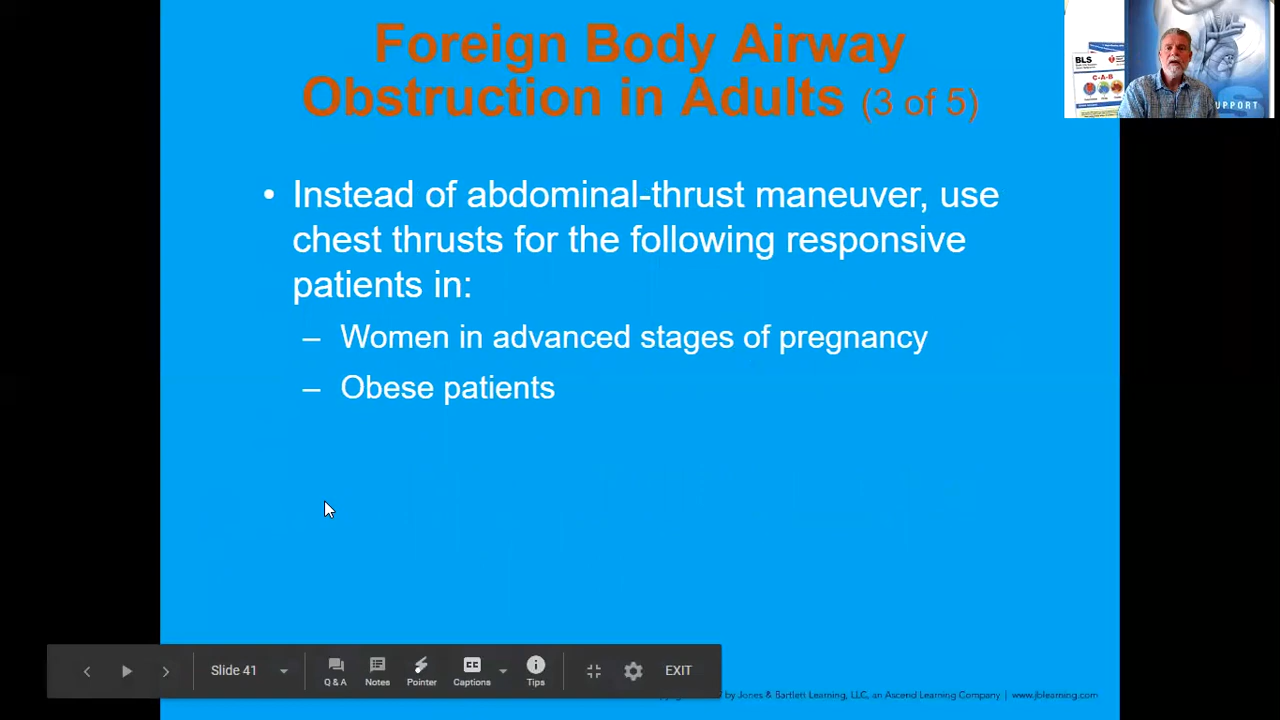 Foreign Body Airway
Obstruction in Adults (3 of 5)
• Instead of abdominal-thrust maneuver, use
chest thrusts for the following responsive
patients in:
– Women in advanced stages of pregnancy
– Obese patients
BLS
C-A-B
UPPORT
Slide 41
Q & A
Notes
Pointer
CC
Captions
Tips
EXIT
by Jones & Bartlett Learning, LLC, an Ascend Learning Company | www.jblearning.com